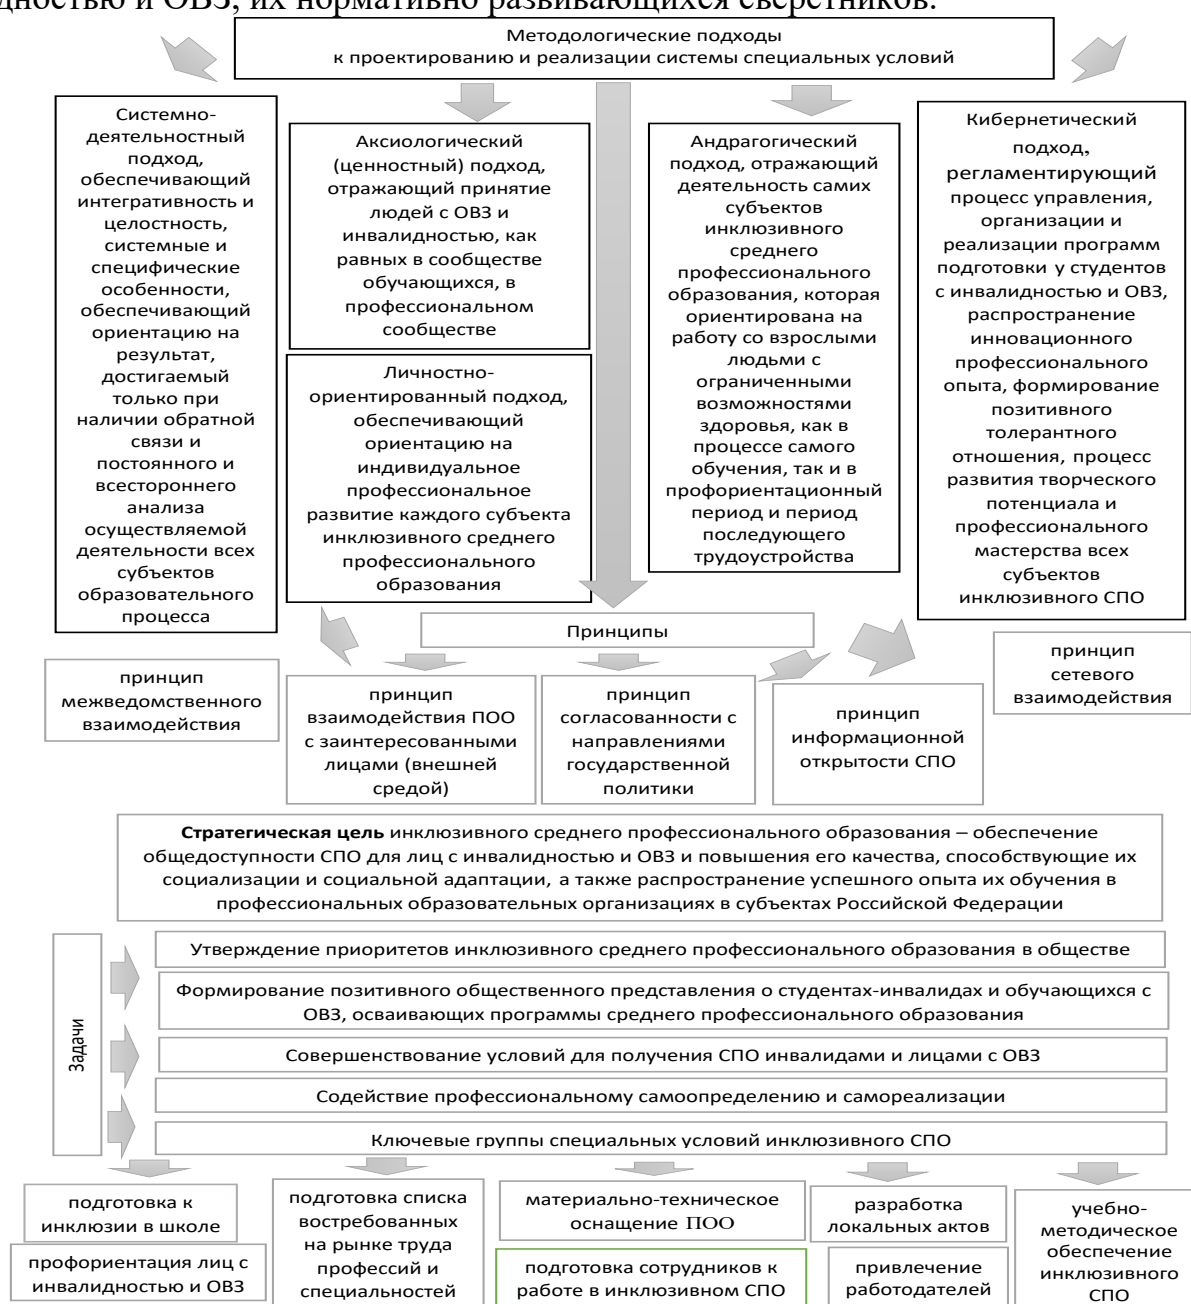 дностью и ОВЗ, их нормативно развивающихся сверстников.
Методологические подходы
к проектированию и реализации системы специальных условий
Системно-
деятельностный
подход,
обеспечивающий
интегративность и
целостность,
системные и
специфические
особенности,
обеспечивающий
ориентацию на
результат,
достигаемый
только при
наличии обратной
связи и
постоянного и
всестороннего
анализа
осуществляемой
деятельности всех
субъектов
образовательного
процесса
Аксиологический
(ценностный) подход,
отражающий принятие
людей с ОВЗ и
инвалидностью, как
равных в сообществе
обучающихся, в
профессиональном
сообществе
Личностно-
ориентированный подход,
обеспечивающий
ориентацию на
индивидуальное
профессиональное
развитие каждого субъекта
инклюзивного среднего
профессионального
образования
Андрагогический
подход, отражающий
деятельность самих
субъектов
инклюзивного
среднего
профессионального
образования, которая
ориентирована на
работу со взрослыми
людьми с
ограниченными
возможностями
здоровья, как в
процессе самого
обучения, так и в
профориентационный
период и период
последующего
трудоустройства
Кибернетический
подход,
регламентирующий
процесс управления,
организации и
реализации программ
подготовки у студентов
с инвалидностью и ОВЗ,
распространение
инновационного
профессионального
опыта, формирование
позитивного
толерантного
отношения, процесс
развития творческого
потенциала и
профессионального
мастерства всех
субъектов
инклюзивного СПО
Принципы
принцип
межведомственного
взаимодействия
принцип
взаимодействия ПОО
с заинтересованными
лицами (внешней
средой)
принцип
согласованности с
направлениями
государственной
политики
принцип
информационной
открытости СПО
принцип
сетевого
взаимодействия
Стратегическая цель инклюзивного среднего профессионального образования – обеспечение
общедоступности СПО для лиц с инвалидностью и ОВЗ и повышения его качества, способствующие их
социализации и социальной адаптации, а также распространение успешного опыта их обучения в
профессиональных образовательных организациях в субъектах Российской Федерации
Задачи
Утверждение приоритетов инклюзивного среднего профессионального образования в обществе
Формирование позитивного общественного представления о студентах-инвалидах и обучающихся с
ОВЗ, осваивающих программы среднего профессионального образования
Совершенствование условий для получения СПО инвалидами и лицами с ОВЗ
Содействие профессиональному самоопределению и самореализации
Ключевые группы специальных условий инклюзивного СПО
подготовка к
инклюзии в школе
профориентация лиц с
инвалидностью и ОВЗ
подготовка списка
востребованных
на рынке труда
профессий и
специальностей
материально-техническое
оснащение ПОО
подготовка сотрудников к
работе в инклюзивном СПО
разработка
локальных актов
привлечение
работодателей
учебно-
методическое
обеспечение
инклюзивного
СПО